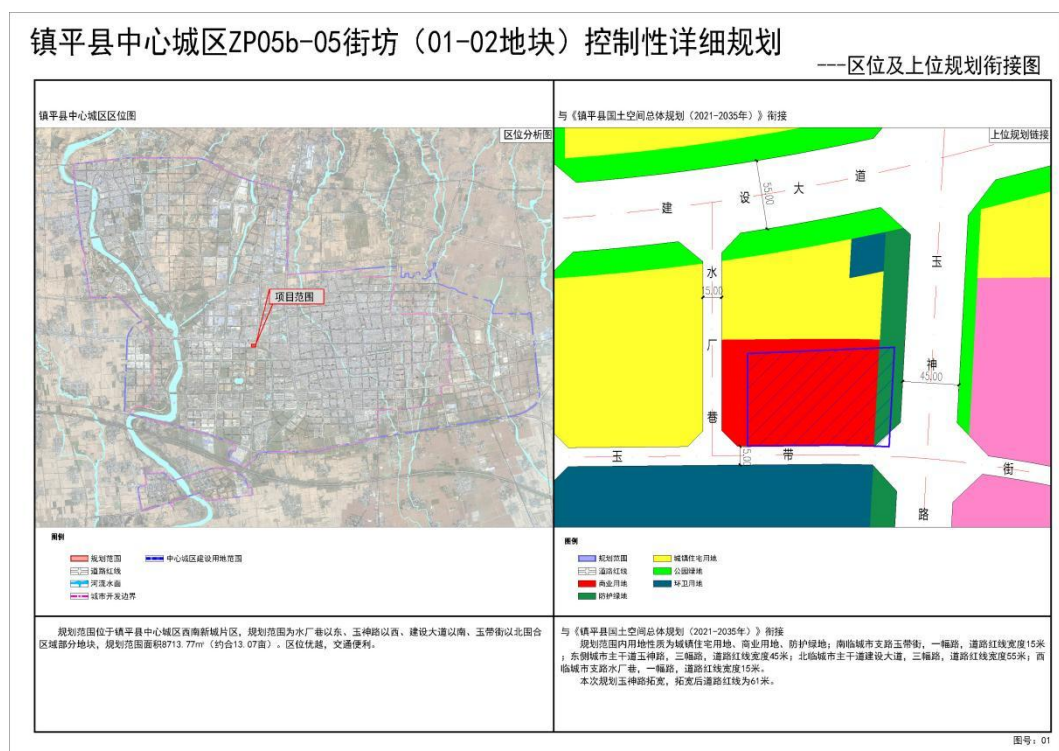 镇平县中心城区ZP05b-05街坊（01-02地块）控制性详细规划
---区位及上位规划衔接图
镇平县中心城区区位图
区位分析图
项目范围
图例
规划范围
中心城区建设用地范围
道路红线
河流水面
城市开发边界
规划范围位于镇平县中心城区西南新城片区，规划范围为水厂巷以东、玉神路以西、建设大道以南、玉带街以北围合
区域部分地块，规划范围面积8713.77㎡（约合13.07亩）。区位优越，交通便利。
与《镇平县国土空间总体规划（2021-2035年）》衔接
上位规划链接
建设大道
55.00
水厂巷
15.00
玉神路
45.00
玉带街
图例
规划范围
城镇住宅用地
道路红线
公园绿地
商业用地
环卫用地
防护绿地
与《镇平县国土空间总体规划（2021-2035年）》衔接
规划范围内用地性质为城镇住宅用地、商业用地、防护绿地；南临城市支路玉带街，一幅路，道路红线宽度15米
；东侧城市主干道玉神路，三幅路，道路红线宽度45米；北临城市主干道建设大道，三幅路，道路红线宽度55米；西
临城市支路水厂巷，一幅路，道路红线宽度15米。
本次规划玉神路拓宽，拓宽后道路红线为61米。
图号：01